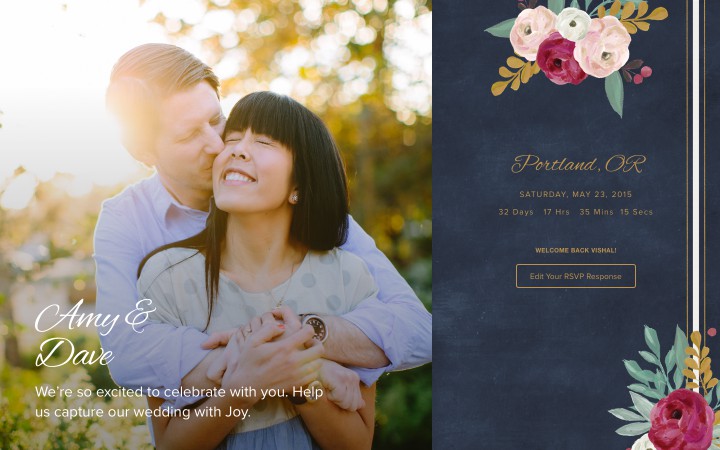 Amy &
Dave
We're so excited to celebrate with you. Help
us capture our wedding with Joy.
Portland, OR
SATURDAY, MAY 23, 2015
32 Days 17 Hrs 35 Mins 15 Secs
WELCOME BACK VISHAL!
Edit Your RSVP Response